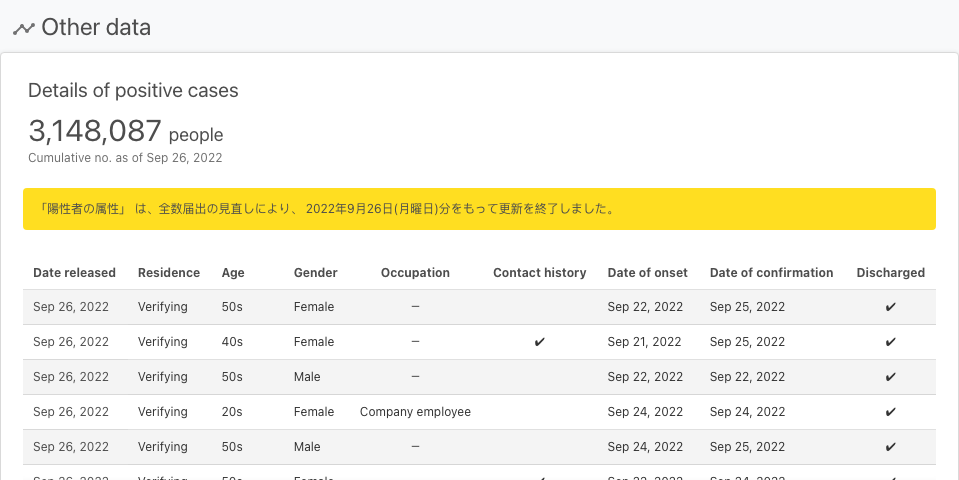 Other data
Details of positive cases
3,148,087 people
Cumulative no. as of Sep 26, 2022
「陽性者の属性」 は、全数届出の見直しにより、 2022年9月26日(月曜日)分をもって更新を終了しました。
Date released Residence Age Gender Occupation Contact history Date of onset Date of confirmation Discharged
Sep 26, 2022 Verifying 50s Female – Sep 22, 2022 Sep 25, 2022 ✔
Sep 26, 2022 Verifying 40s Female – ✔ Sep 21, 2022 Sep 25, 2022 ✔
Sep 26, 2022 Verifying 50s Male – Sep 22, 2022 Sep 22, 2022 ✔
Sep 26, 2022 Verifying 20s Female Company employee Sep 24, 2022 Sep 24, 2022 ✔
Sep 26, 2022 Verifying 50s Male – Sep 24, 2022 Sep 25, 2022 ✔